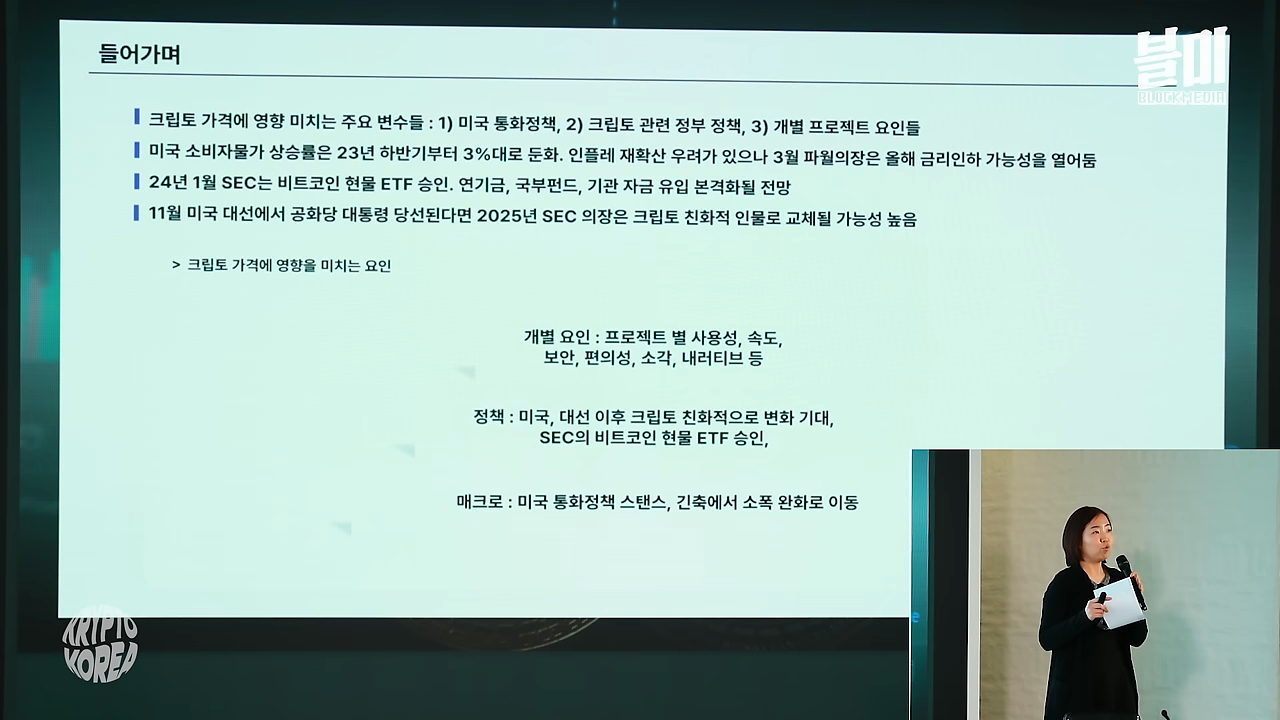 들어가며
블미
BLOCKMEDIA
크립토 가격에 영향 미치는 주요 변수들 : 1) 미국 통화정책, 2) 크립토 관련 정부 정책, 3) 개별 프로젝트 요인들
미국 소비자물가 상승률은 23년 하반기부터 3%대로 둔화. 인플레 재확산 우려가 있으나 3월 파월의장은 올해 금리인하 가능성을 열어둠
24년 1월 SEC는 비트코인 현물 ETF 승인. 연기금, 국부펀드, 기관 자금 유입 본격화될 전망
11월 미국 대선에서 공화당 대통령 당선된다면 2025년 SEC 의장은 크립토 친화적 인물로 교체될 가능성 높음
> 크립토 가격에 영향을 미치는 요인
개별 요인 : 프로젝트 별 사용성, 속도,
보안, 편의성, 소각, 내러티브 등
정책 : 미국, 대선 이후 크립토 친화적으로 변화 기대,
SEC의 비트코인 현물 ETF 승인,
매크로 : 미국 통화정책 스탠스, 긴축에서 소폭 완화로 이동
KRYPTO
KOREA